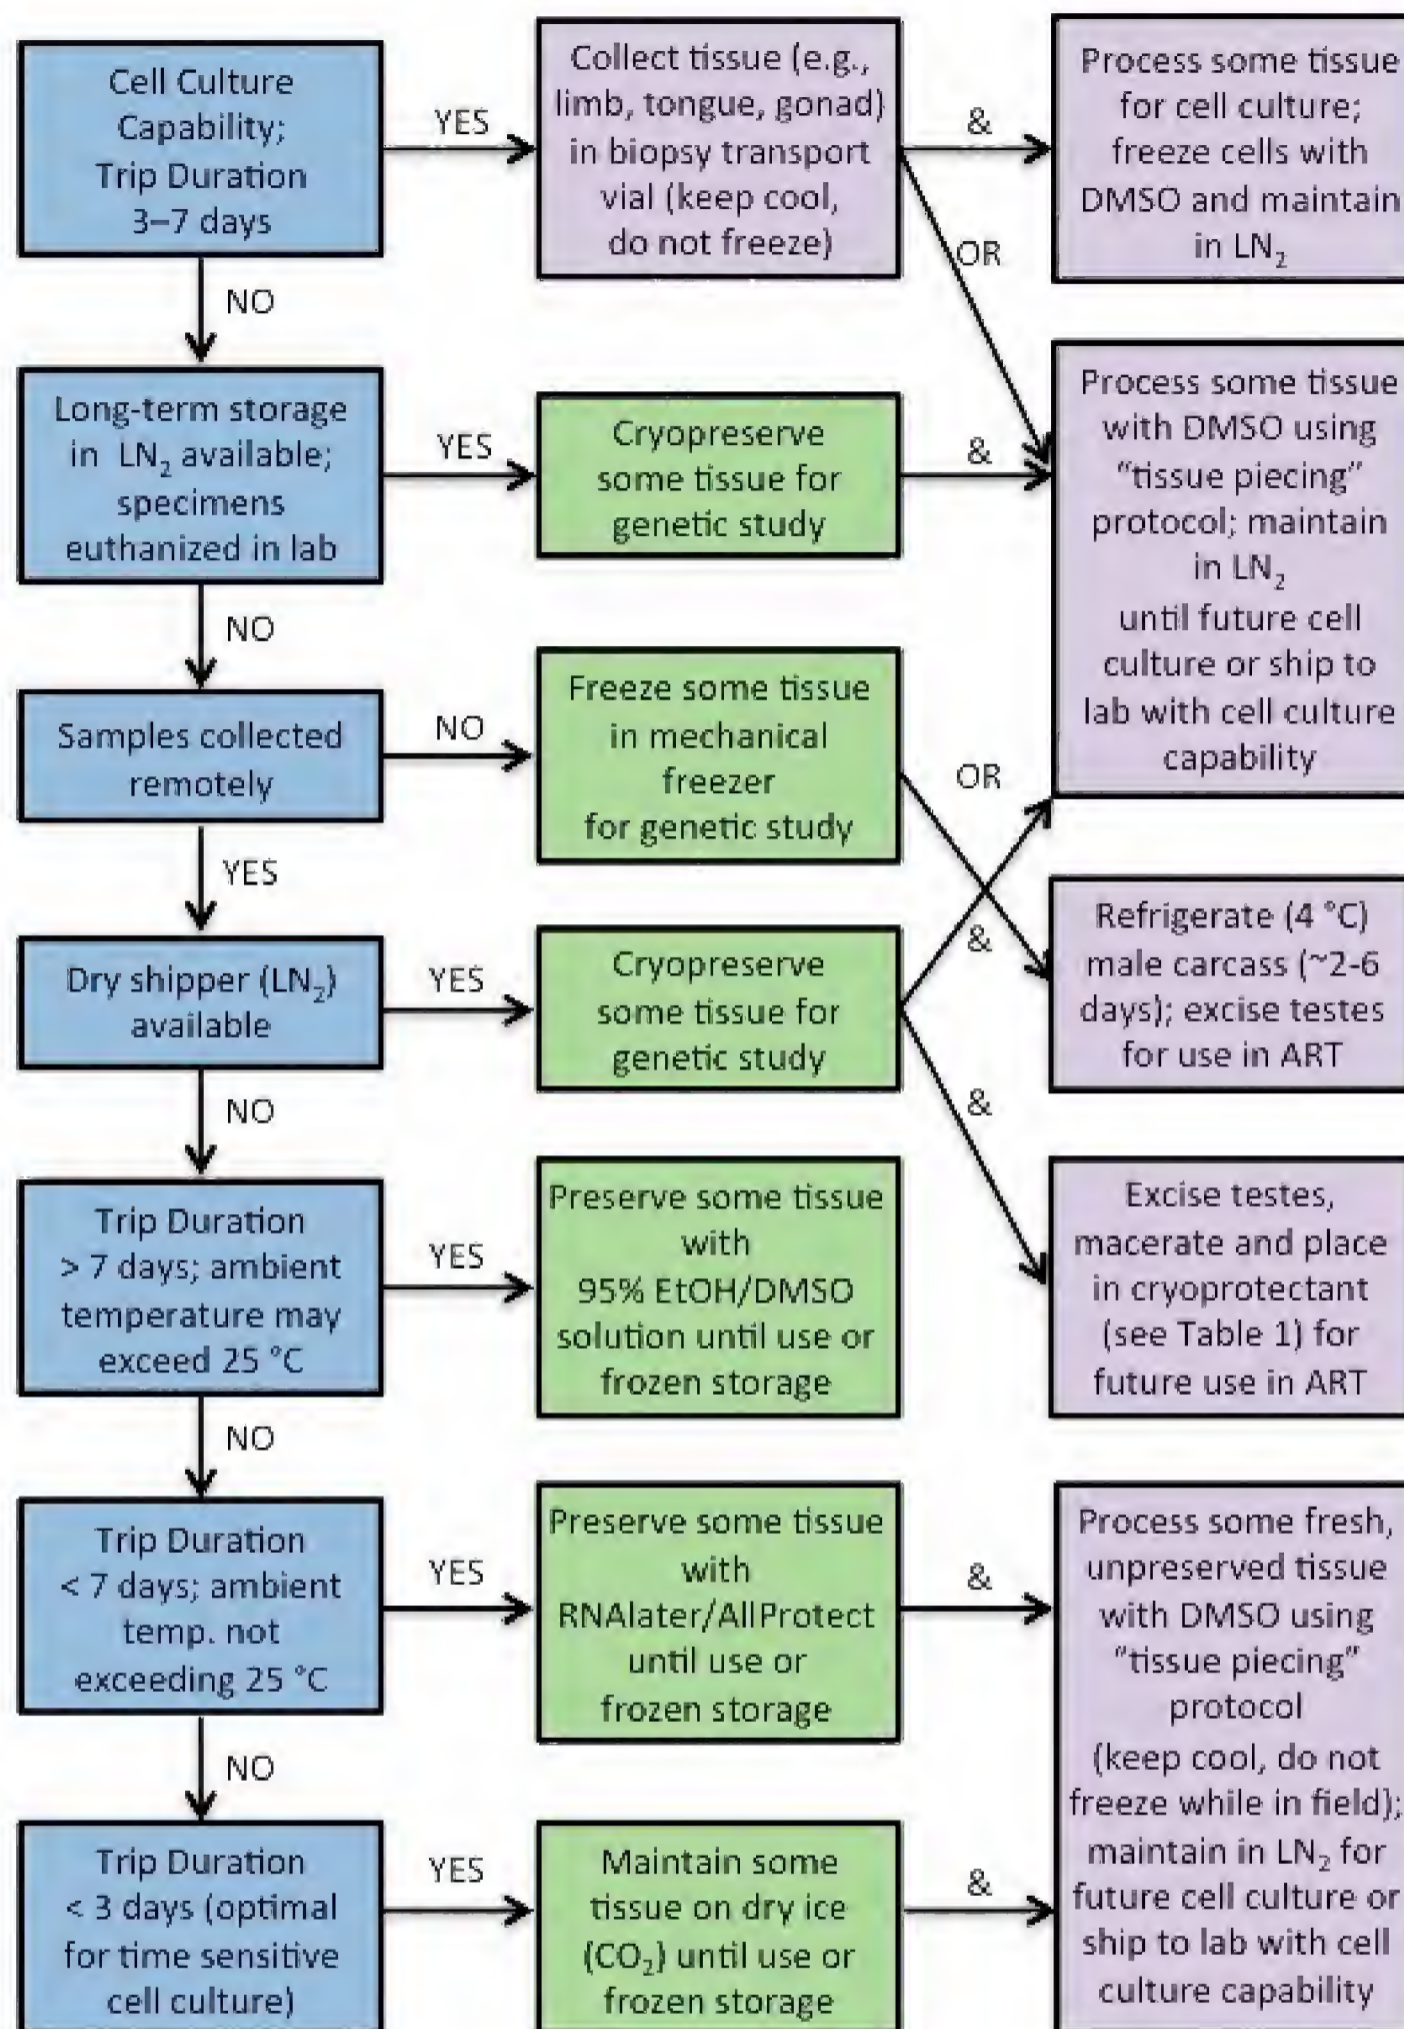 Cell Culture
Capability;
Trip Duration
3–7 days
YES
Collect tissue (e.g.,
limb, tongue, gonad)
in biopsy transport
vial (keep cool,
do not freeze)
&
Process some tissue
for cell culture;
freeze cells with
DMSO and maintain
in LN₂
OR
NO
Long-term storage
in LN₂ available;
specimens
euthanized in lab
YES
Cryopreserve
some tissue for
genetic study
&
Process some tissue
with DMSO using
“tissue piecing”
protocol; maintain
in LN₂
until future cell
culture or ship to
lab with cell culture
capability
NO
Samples collected
remotely
NO
Freeze some tissue
in mechanical
freezer
for genetic study
OR
&
Refrigerate (4 °C)
male carcass (~2-6
days); excise testes
for use in ART
YES
Dry shipper (LN₂)
available
YES
Cryopreserve
some tissue for
genetic study
&
Excise testes,
macerate and place
in cryoprotectant
(see Table 1) for
future use in ART
NO
Trip Duration
> 7 days; ambient
temperature may
exceed 25 °C
YES
Preserve some tissue
with
95% EtOH/DMSO
solution until use or
frozen storage
NO
Trip Duration
< 7 days; ambient
temp. not
exceeding 25 °C
YES
Preserve some tissue
with
RNAlater/AllProtect
until use or
frozen storage
&
Process some fresh,
unpreserved tissue
with DMSO using
“tissue piecing”
protocol
(keep cool, do not
freeze while in field);
maintain in LN₂ for
future cell culture or
ship to lab with cell
culture capability
NO
Trip Duration
< 3 days (optimal
for time sensitive
cell culture)
YES
Maintain some
tissue on dry ice
(CO₂) until use or
frozen storage
&